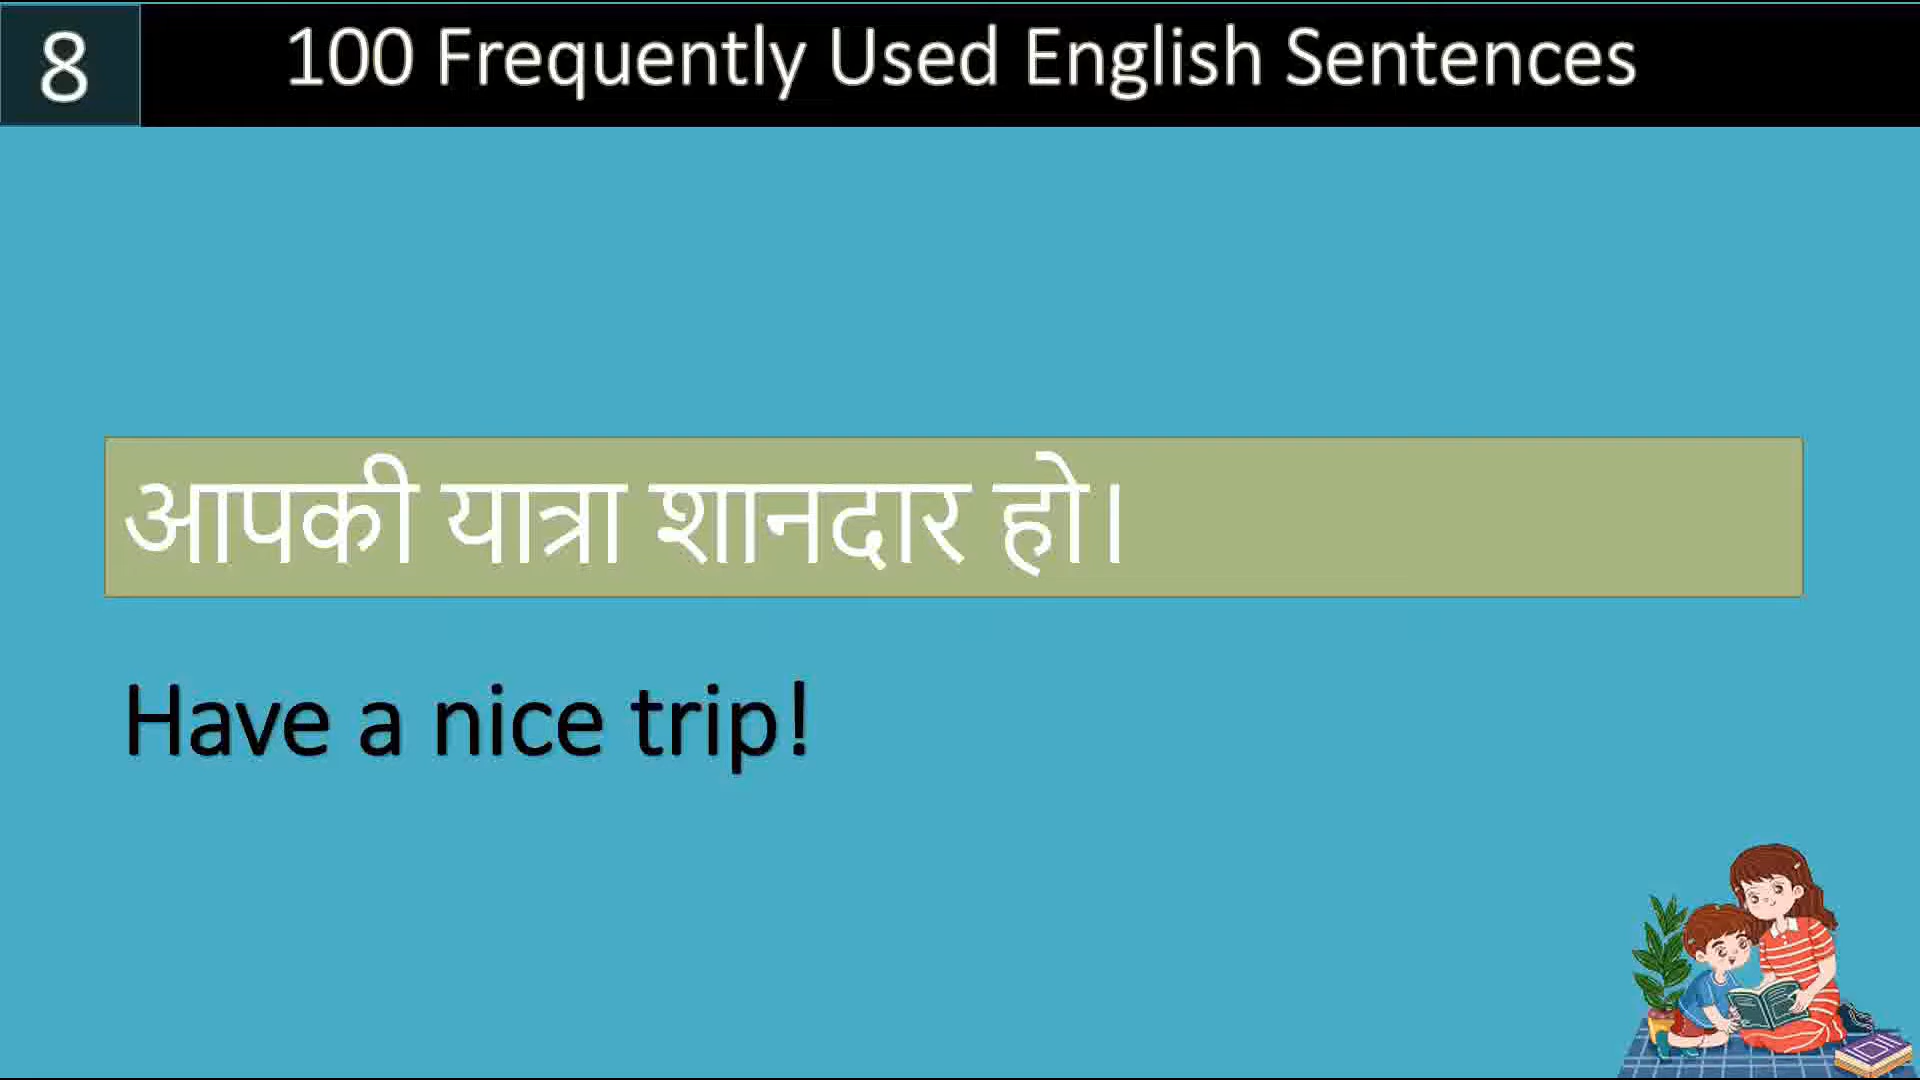 8
100 Frequently Used English Sentences
आपकी यात्रा शानदार हो।
Have a nice trip!